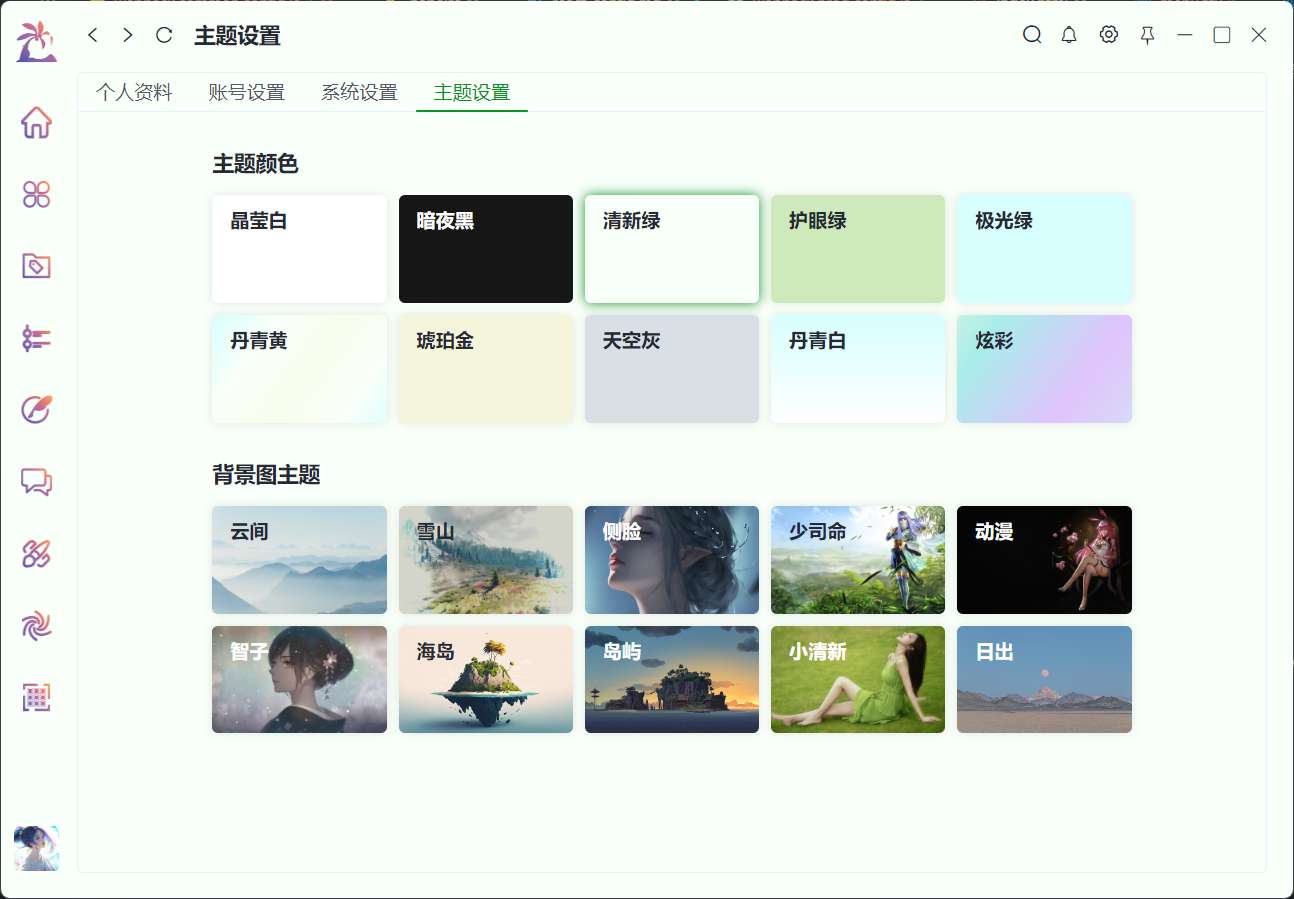 主题设置
个人资料 账号设置 系统设置 主题设置
主题颜色
晶莹白 暗夜黑 清新绿 护眼绿 极光绿
丹青黄 琥珀金 天空灰 丹青白 炫彩
背景图主题
云间 雪山 侧脸 少司命 动漫
智子 海岛 岛屿 小清新 日出